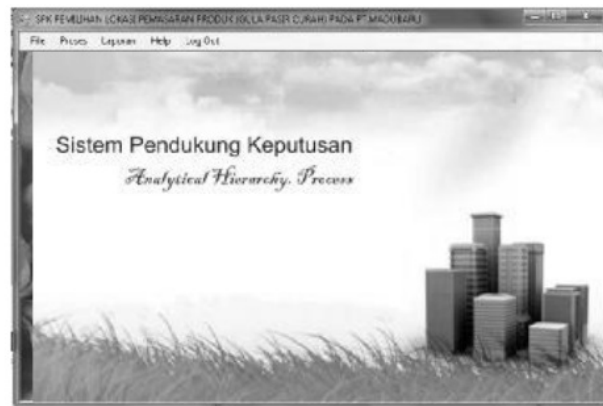 SPK PEMILIHAN LOKASI PEMASARAN PRODUK (GULA PASIR CURAH) PADA PT.MADUBARU
File Proses Laporan Help Log Out
Sistem Pendukung Keputusan
Analytical Hierarchy. Process